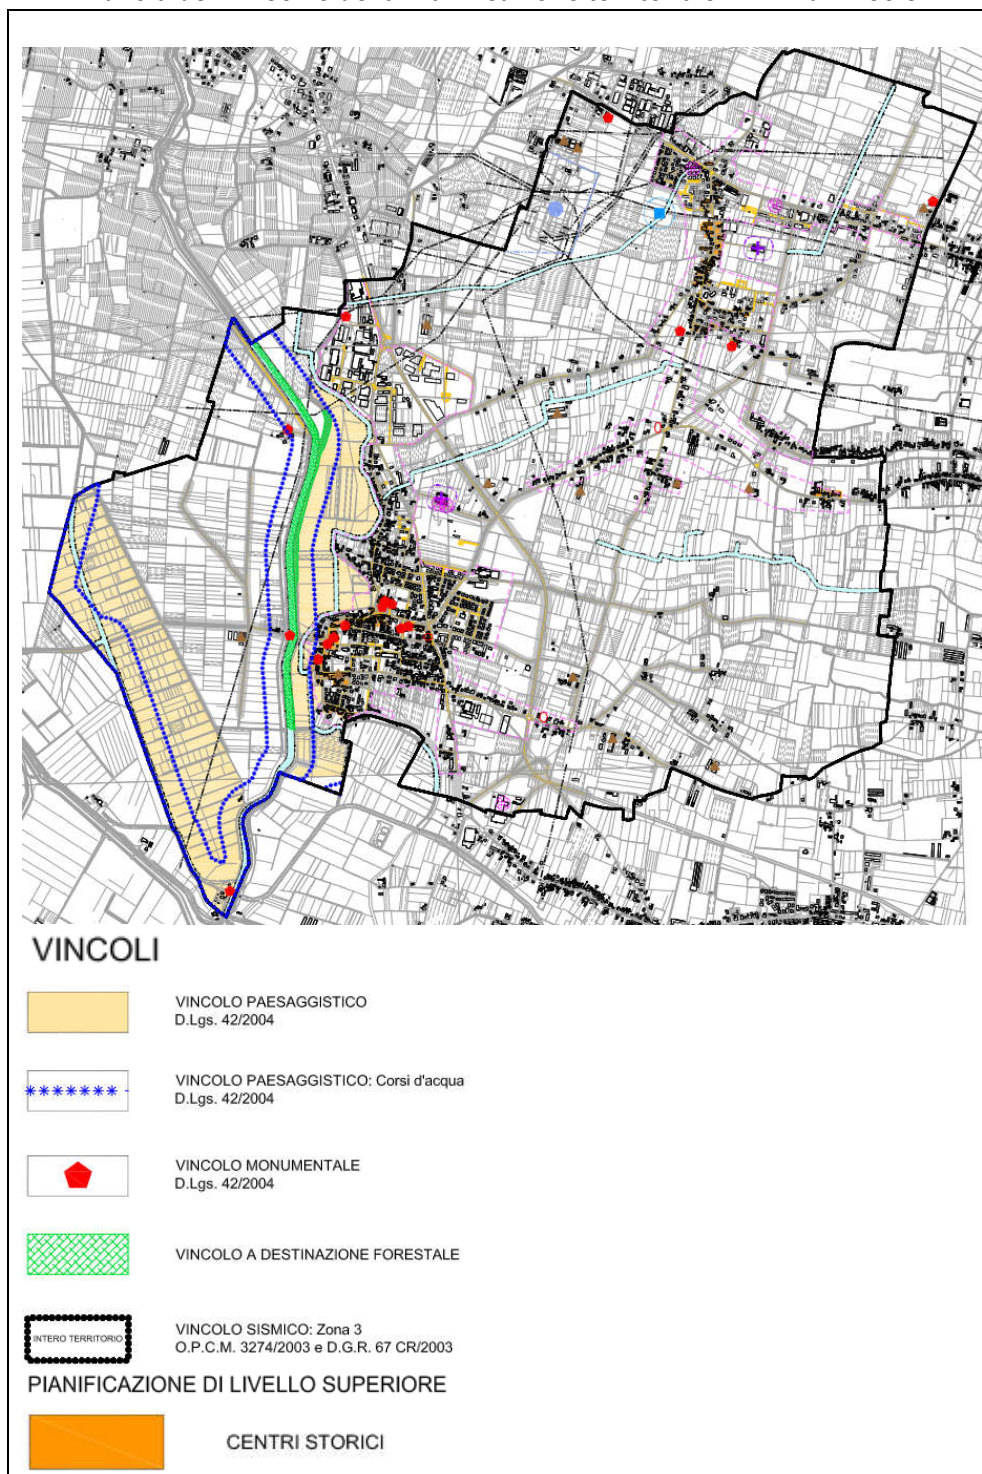 VINCOLI
VINCOLO PAESAGGISTICO
D.Lgs. 42/2004
VINCOLO PAESAGGISTICO: Corsi d'acqua
D.Lgs. 42/2004
VINCOLO MONUMENTALE
D.Lgs. 42/2004
VINCOLO A DESTINAZIONE FORESTALE
INTERO TERRITORIO
VINCOLO SISMICO: Zona 3
O.P.C.M. 3274/2003 e D.G.R. 67 CR/2003
PIANIFICAZIONE DI LIVELLO SUPERIORE
CENTRI STORICI